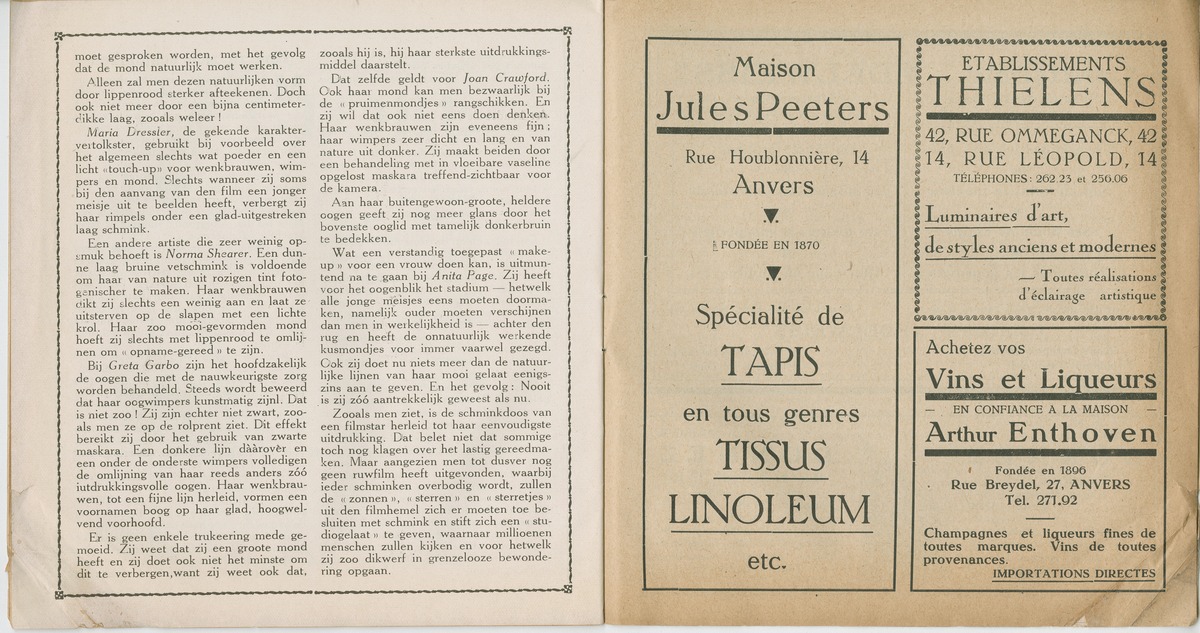 moet gesproken worden, met het gevolg
dat de mond natuurlijk moet werken.
Alleen zal men dezen natuurlijken vorm
door lippenrood sterker afteekenen. Doch
ook niet meer door een bijna centimeter-
dikke laag, zooals weleer !
Maria Dressier, de gekende karakter-
vertolkster, gebruikt bij voorbeeld over
het algemeen slechts wat poeder en een
licht «touch-up» voor wenkbrauwen, wim-
pers en mond. Slechts wanneer zij soms
bij den aanvang van den film een jonger
meisje uit te beelden heeft, verbergt zij
haar rimpels onder een glad-uitgestreken
laag schmink.
Een andere artiste die zeer weinig op-
smuk behoeft is Norma Shearer. Een dun-
ne laag bruine vetschmink is voldoende
om haar van nature uit rozigen tint foto-
genischer te maken. Haar wenkbrauwen
dikt zij slechts een weinig aan en laat ze
uitsterven op de slapen met een lichte
krol. Haar zoo mooi-gevormden mond
hoeft zij slechts met lippenrood te omlij-
nen om « opname-gereed » te zijn.
Bij Greta Garbo zijn het hoofdzakelijk
de oogen die met de nauwkeurigste zorg
worden behandeld. Steeds wordt beweerd
dat haar oogwimpers kunstmatig zijnl. Dat
is niet zoo ! Zij zijn echter niet zwart, zoo-
als men ze op de rolprent ziet. Dit effekt
bereikt zij door het gebruik van zwarte
maskara. Een donkere lijn dààrovèr en
een onder de onderste wimpers volledigen
de omlijning van haar reeds anders zóó
iutdrukkingsvolle oogen. Haar wenkbrau-
wen, tot een fijne lijn herleid, vormen een
voornamen boog op haar glad, hoogwel-
vend voorhoofd.
Er is geen enkele trukeering mede ge-
moeid. Zij weet dat zij een groote mond
heeft en zij doet ook niet het minste om
dit te verbergen,want zij weet ook dat,
zooals hij is, hij haar sterkste uitdrukkings-
middel daarstelt.
Dat zelfde geldt voor Joan Crawford.
Ook haar mond kan men bezwaarlijk bij
de « pruimenmondjes » rangschikken. En
zij wil dat ook niet eens doen denken.
Haar wenkbrauwen zijn eveneens fijn ;
haar wimpers zeer dicht en lang en van
nature uit donker. Zij maakt beiden door
een behandeling met in vloeibare vaseline
opgelost maskara treffend-zichtbaar voor
de kamera.
Aan haar buitengewoon-groote, heldere
oogen geeft zij nog meer glans door het
bovenste ooglid met tamelijk donkerbruin
te bedekken.
Wat een verstandig toegepast « make-
up » voor een vrouw doen kan, is uitmun-
tend na te gaan bij Anita Page. Zij heeft
voor het oogenblik het stadium — hetwelk
alle jonge meisjes eens moeten doorma-
ken, namelijk ouder moeten verschijnen
dan men in werkelijkheid is — achter den
rug en heeft de onnatuurlijk werkende
kusmondjes voor immer vaarwel gezegd.
Ook zij doet nu niets meer dan de natuur-
lijke lijnen van haar mooi gelaat eenigs-
zins aan te geven. En het gevolg : Nooit
is zij zóó aantrekkelijk geweest als nu.
Zooals men ziet, is de schminkdoos van
een filmstar herleid tot haar eenvoudigste
uitdrukking. Dat belet niet dat sommige
toch nog klagen over het lastig gereedma-
ken. Maar aangezien men tot dusver nog
geen ruwfilm heeft uitgevonden, waarbij
ieder schminken overbodig wordt, zullen
de « zonnen », « sterren » en « sterretjes »
uit den filmhemel zich er moeten toe be-
sluiten met schmink en stift zich een « stu-
diogelaat » te geven, waarnaar millioenen
menschen zullen kijken en voor hetwelk
zij zoo dikwerf in grenzelooze bewonde-
ring opgaan.
Maison
Jules Peeters
Rue Houblonnière, 14
Anvers
FONDÉE EN 1870
Spécialité de
TAPIS
en tous genres
TISSUS
LINOLEUM
etc.
ETABLISSEMENTS
THIELENS
42, RUE OMMEGANCK, 42
14, RUE LÉOPOLD, 14
TÉLÉPHONES : 262.23 et 256.06
Luminaires d'art,
de styles anciens et modernes
— Toutes réalisations
d'éclairage artistique
Achetez vos
Vins et Liqueurs
— EN CONFIANCE A LA MAISON —
Arthur Enthoven
Fondée en 1896
Rue Breydel, 27, ANVERS
Tel. 271.92
Champagnes et liqueurs fines de
toutes marques. Vins de toutes
provenances.
IMPORTATIONS DIRECTES